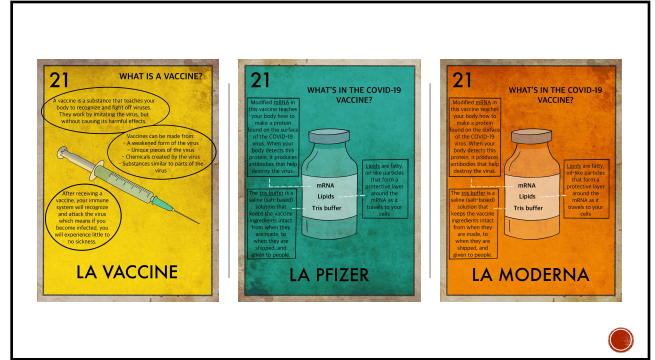 21
WHAT IS A VACCINE?
A vaccine is a substance that teaches your
body to recognize and fight off viruses.
They work by imitating the virus, but
without causing its harmful effects.
Vaccines can be made from:
- A weakened form of the virus
- Unique pieces of the virus
- Chemicals created by the virus
- Substances similar to parts of the
virus
After receiving a
vaccine, your immune
system will recognize
and attack the virus
which means if you
become infected, you
will experience little to
no sickness.
LA VACCINE
21
WHAT'S IN THE COVID-19
VACCINE?
Modified mRNA in
this vaccine teaches
your body how to
make a protein
found on the surface
of the COVID-19
virus. When your
body detects this
protein, it produces
antibodies that help
destroy the virus.
Lipids are fatty,
oil-like particles
that form a
protective layer
around the
mRNA as it
travels to your
cells
mRNA
Lipids
Tris buffer
The tris buffer is a
saline (salt-based)
solution that
keeps the vaccine
ingredients intact
from when they
are made, to
when they are
shipped, and
given to people.
LA PFIZER
21
WHAT'S IN THE COVID-19
VACCINE?
Modified mRNA in
this vaccine teaches
your body how to
make a protein
found on the surface
of the COVID-19
virus. When your
body detects this
protein, it produces
antibodies that help
destroy the virus.
Lipids are fatty,
oil-like particles
that form a
protective layer
around the
mRNA as it
travels to your
cells
mRNA
Lipids
Tris buffer
The tris buffer is a
saline (salt-based)
solution that
keeps the vaccine
ingredients intact
from when they
are made, to
when they are
shipped, and
given to people.
LA MODERNA